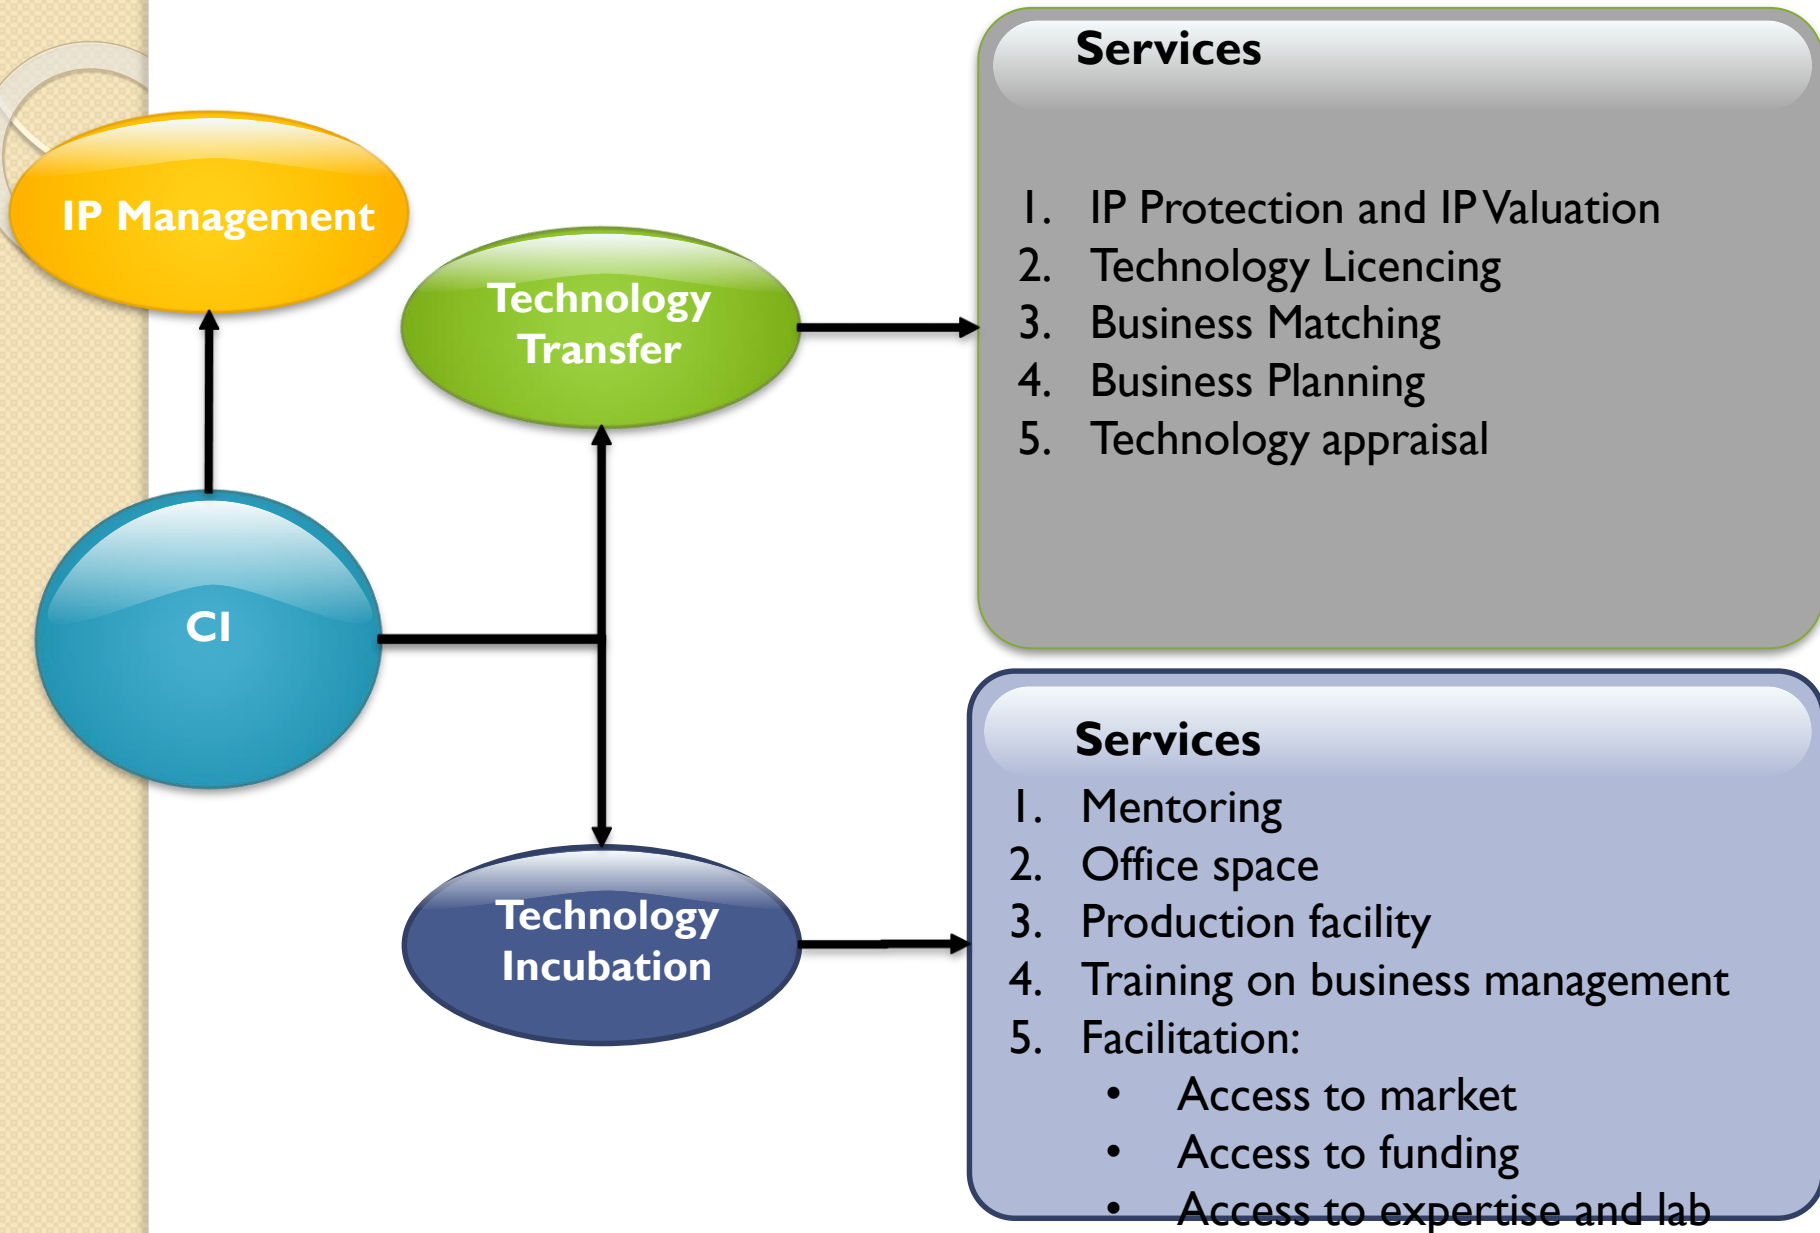 IP Management
Technology
Transfer
CI
Technology
Incubation
Services
1. IP Protection and IP Valuation
2. Technology Licencing
3. Business Matching
4. Business Planning
5. Technology appraisal
Services
1. Mentoring
2. Office space
3. Production facility
4. Training on business management
5. Facilitation:
• Access to market
• Access to funding
• Access to expertise and lab